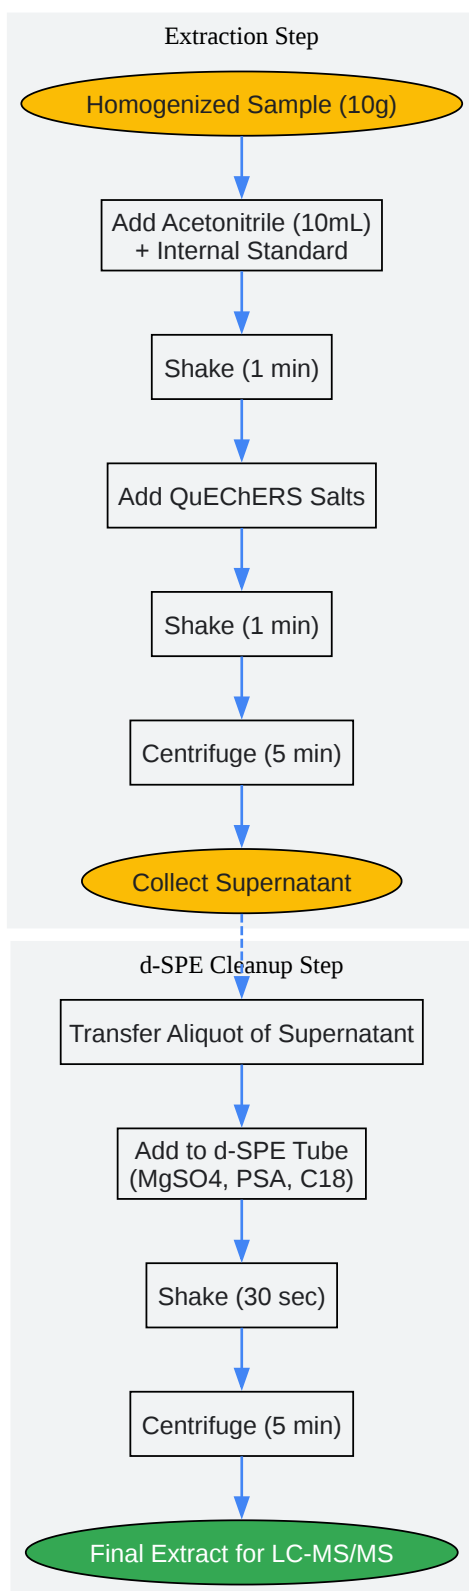 Extraction Step
Homogenized Sample (10g)
Add Acetonitrile (10mL)
+ Internal Standard
Shake (1 min)
Add QuEChERS Salts
Shake (1 min)
Centrifuge (5 min)
Collect Supernatant
d-SPE Cleanup Step
Transfer Aliquot of Supernatant
Add to d-SPE Tube
(MgSO4, PSA, C18)
Shake (30 sec)
Centrifuge (5 min)
Final Extract for LC-MS/MS